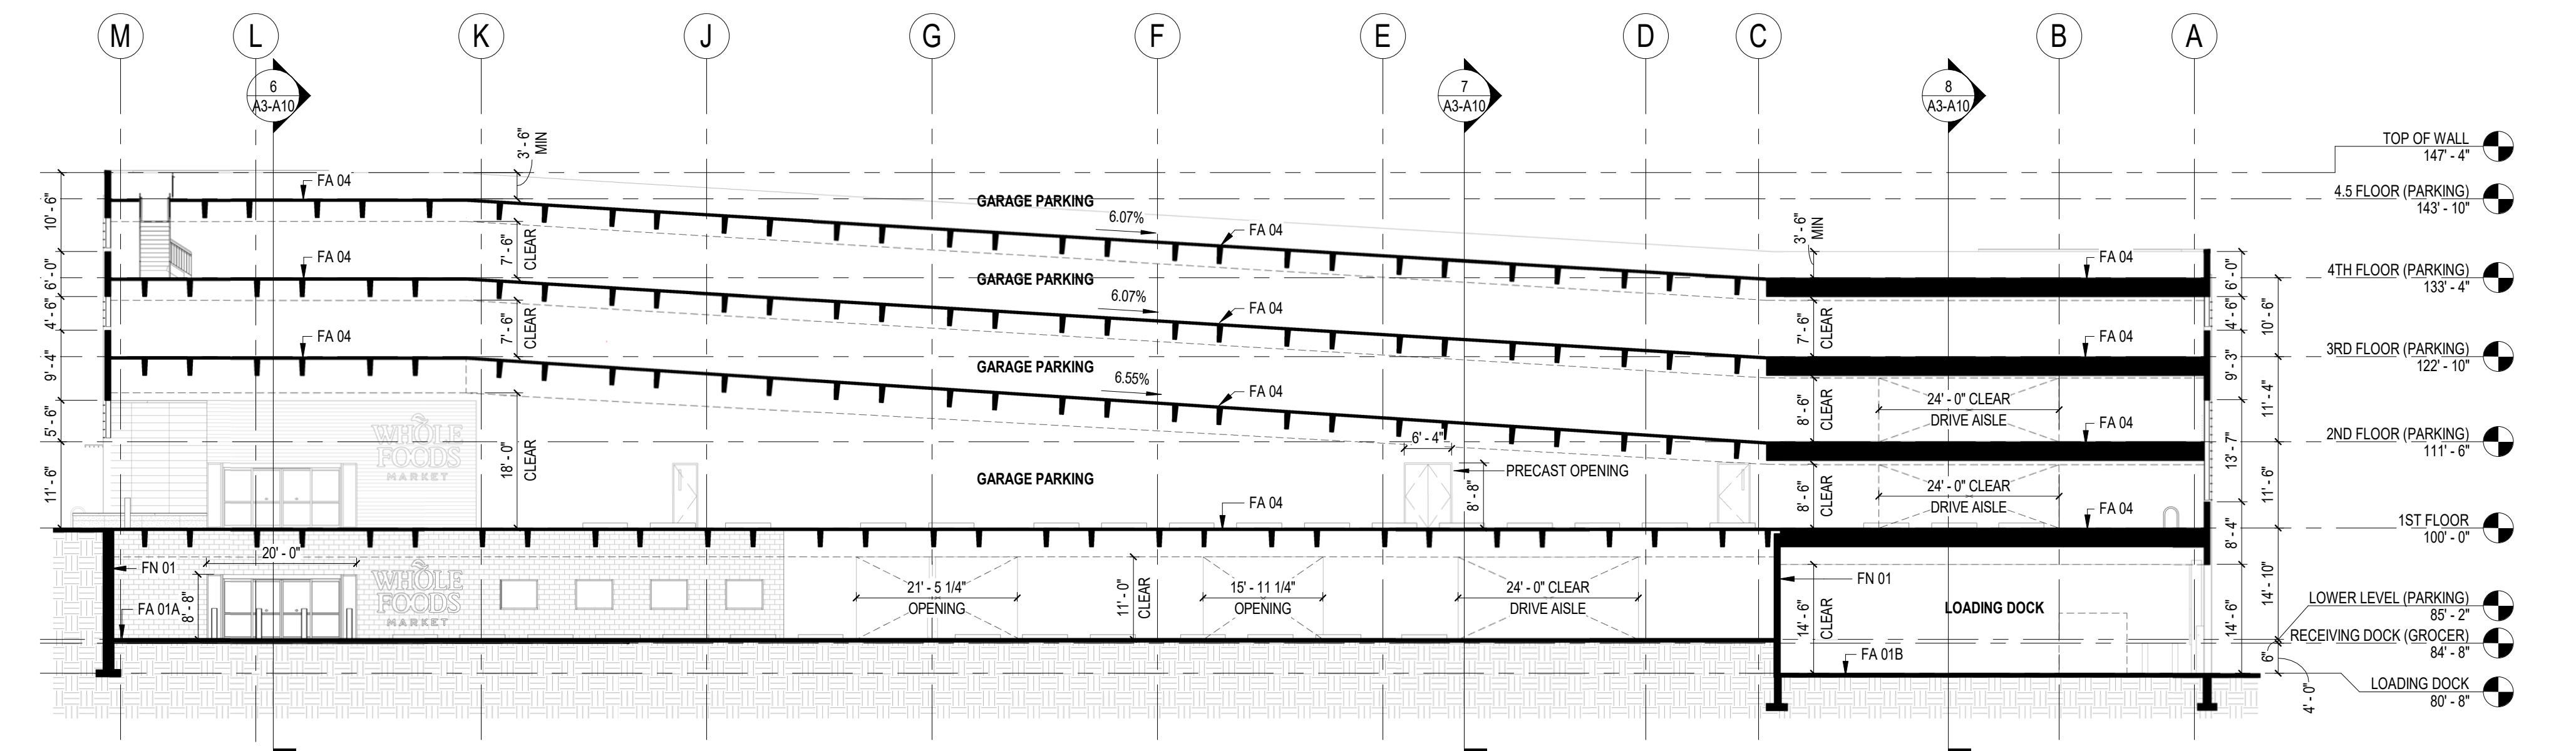 M L K J G F E D C B A
6
A3-A10
7
A3-A10
8
A3-A10
3' - 6"
MIN
TOP OF WALL
147' - 4"
FA 04
10' - 6"
GARAGE PARKING
6.07%
FA 04
3' - 6"
MIN
4.5 FLOOR (PARKING)
143' - 10"
7' - 6"
CLEAR
FA 04
FA 04
6' - 0"
GARAGE PARKING
6.07%
FA 04
6' - 0"
4TH FLOOR (PARKING)
133' - 4"
4' - 6"
7' - 6"
CLEAR
7' - 6"
CLEAR
4' - 6"
10' - 6"
FA 04
FA 04
9' - 4"
GARAGE PARKING
6.55%
FA 04
9' - 3"
3RD FLOOR (PARKING)
122' - 10"
5' - 6"
WHOLE
FOODS
MARKET
18' - 0"
CLEAR
8' - 6"
CLEAR
24' - 0" CLEAR
DRIVE AISLE
11' - 4"
FA 04
6' - 4"
2ND FLOOR (PARKING)
111' - 6"
11' - 6"
GARAGE PARKING
PRECAST OPENING
8' - 8"
8' - 6"
CLEAR
24' - 0" CLEAR
DRIVE AISLE
13' - 7"
11' - 6"
FA 04
FA 04
8' - 4"
1ST FLOOR
100' - 0"
20' - 0"
FN 01
WHOLE
FOODS
MARKET
FA 01A
8' - 8"
21' - 5 1/4"
OPENING
11' - 0"
CLEAR
15' - 11 1/4"
OPENING
24' - 0" CLEAR
DRIVE AISLE
FN 01
14' - 6"
CLEAR
LOADING DOCK
14' - 6"
14' - 10"
LOWER LEVEL (PARKING)
85' - 2"
RECEIVING DOCK (GROCER)
84' - 8"
6"
FA 01B
4' - 0"
LOADING DOCK
80' - 8"